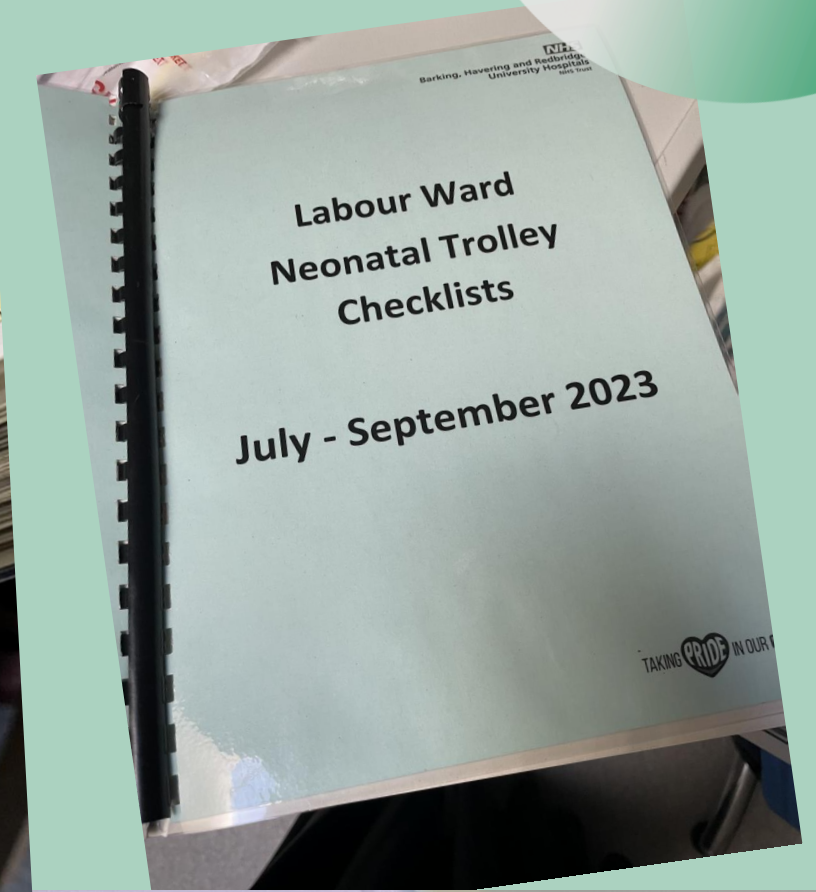 NHS
Barking, Havering and Redbridge
University Hospitals
NHS Trust
Labour Ward
Neonatal Trolley
Checklists
July - September 2023
TAKING PRIDE IN OUR